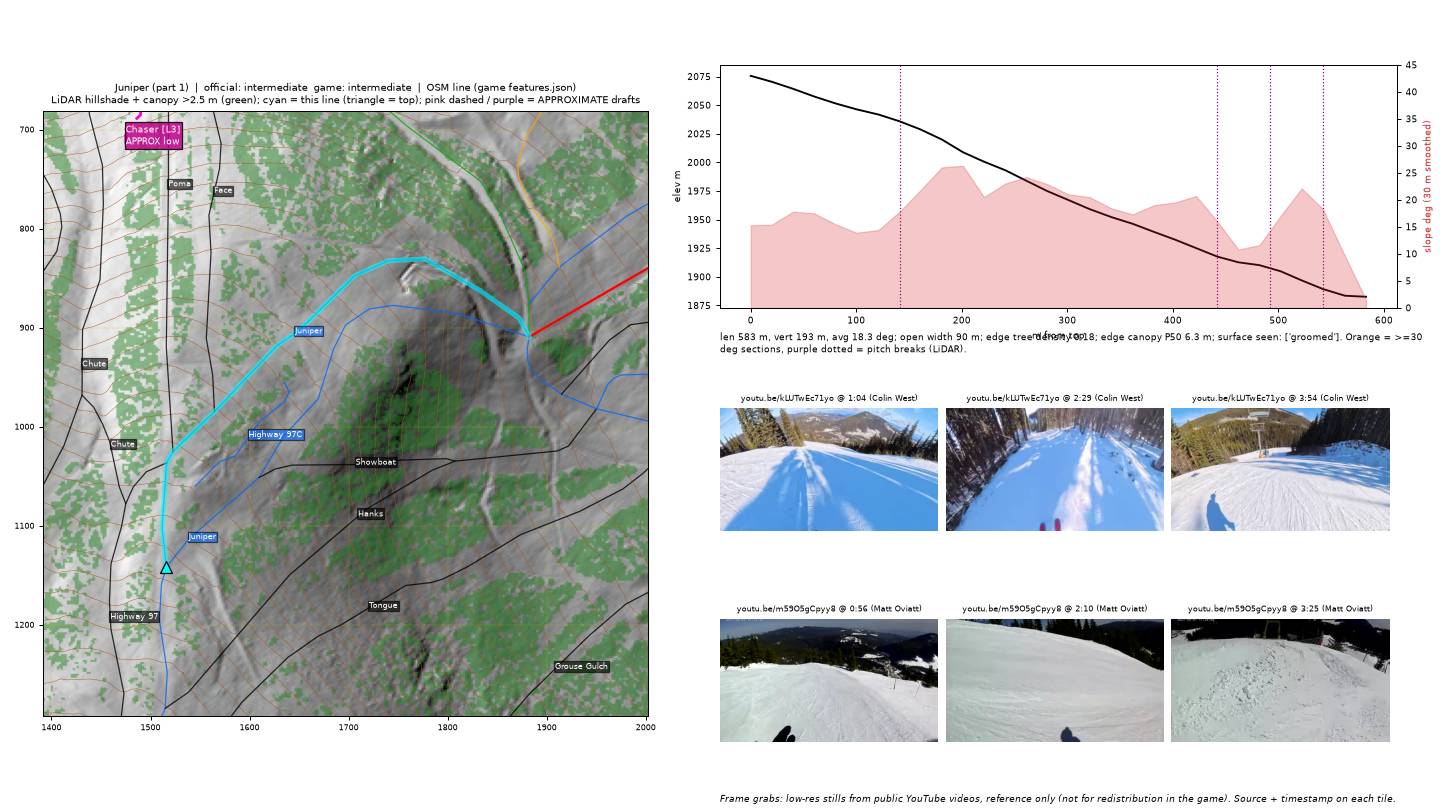 Juniper (part 1)  |  official: intermediate  game: intermediate  |  OSM line (game features.json)
LiDAR hillshade + canopy >2.5 m (green); cyan = this line (triangle = top); pink dashed / purple = APPROXIMATE drafts
700
800
900
1000
1100
1200
1400
1500
1600
1700
1800
1900
2000
Chaser [L3]
APPROX low
Poma
Face
Juniper
Chute
Highway 97C
Chute
Showboat
Hanks
Juniper
Tongue
Highway 97
Grouse Gulch
elev m
2075
2050
2025
2000
1975
1950
1925
1900
1875
0
100
200
300
400
500
600
m from top
45
40
35
30
25
20
15
10
5
0
slope deg (30 m smoothed)
len 583 m, vert 193 m, avg 18.3 deg; open width 90 m; edge tree density 0.18; edge canopy P50 6.3 m; surface seen: ['groomed']. Orange = >=30
deg sections, purple dotted = pitch breaks (LiDAR).
youtu.be/kLUTwEc71yo @ 1:04 (Colin West)
youtu.be/kLUTwEc71yo @ 2:29 (Colin West)
youtu.be/kLUTwEc71yo @ 3:54 (Colin West)
youtu.be/m59O5gCpyy8 @ 0:56 (Matt Oviatt)
youtu.be/m59O5gCpyy8 @ 2:10 (Matt Oviatt)
youtu.be/m59O5gCpyy8 @ 3:25 (Matt Oviatt)
Frame grabs: low-res stills from public YouTube videos, reference only (not for redistribution in the game). Source + timestamp on each tile.